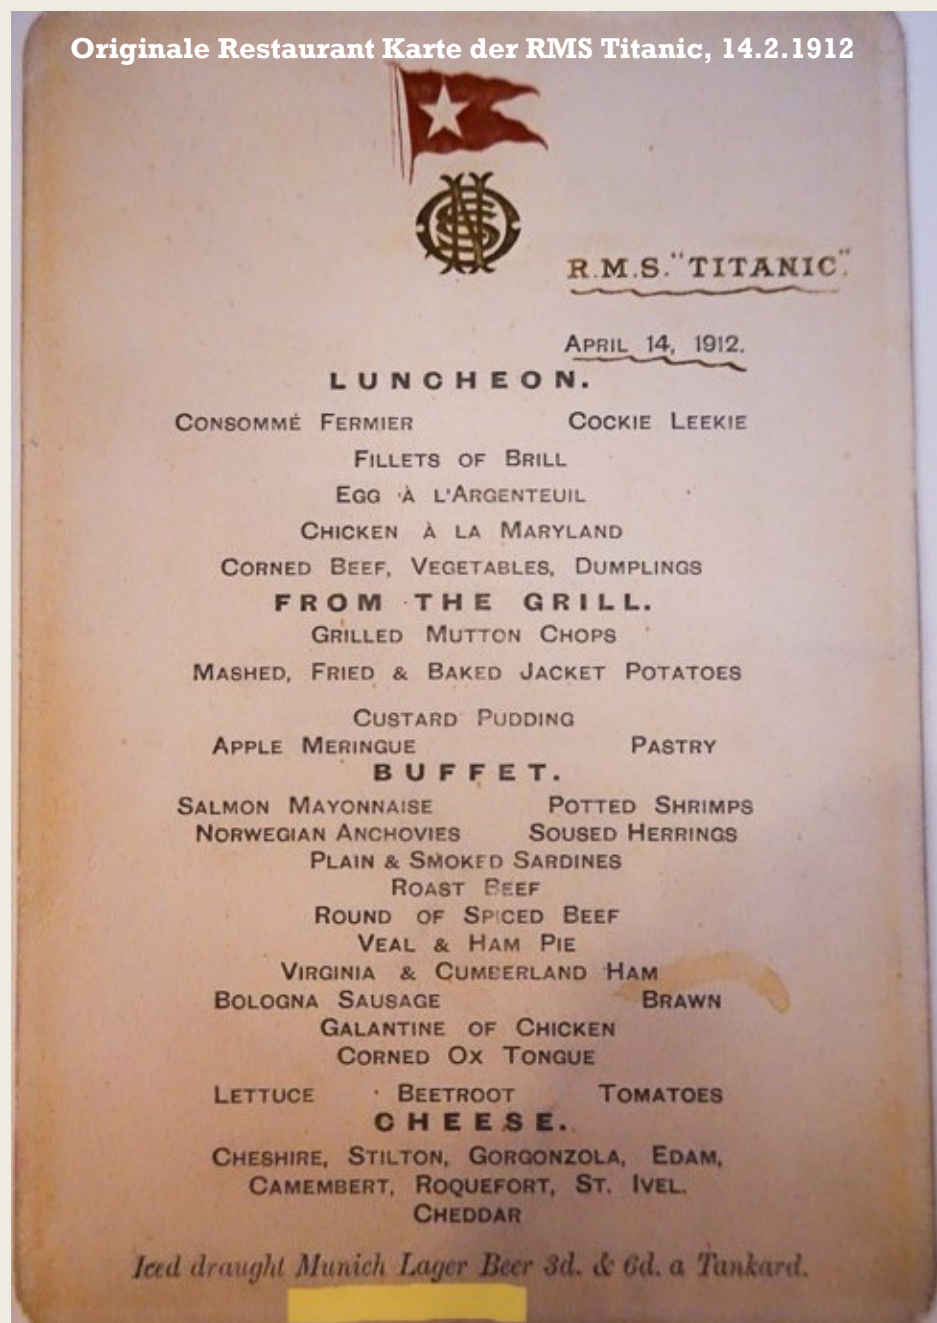 Originale Restaurant Karte der RMS Titanic, 14.2.1912
R.M.S. "TITANIC".
APRIL 14, 1912.
LUNCHEON.
CONSOMMÉ FERMIER COCKIE LEEKIE
FILLETS OF BRILL
EGG À L'ARGENTEUIL
CHICKEN À LA MARYLAND
CORNED BEEF, VEGETABLES, DUMPLINGS
FROM THE GRILL.
GRILLED MUTTON CHOPS
MASHED, FRIED & BAKED JACKET POTATOES
CUSTARD PUDDING
APPLE MERINGUE PASTRY
BUFFET.
SALMON MAYONNAISE POTTED SHRIMPS
NORWEGIAN ANCHOVIES SOUSED HERRINGS
PLAIN & SMOKED SARDINES
ROAST BEEF
ROUND OF SPICED BEEF
VEAL & HAM PIE
VIRGINIA & CUMBERLAND HAM
BOLOGNA SAUSAGE BRAWN
GALANTINE OF CHICKEN
CORNED OX TONGUE
LETTUCE BEETROOT TOMATOES
CHEESE.
CHESHIRE, STILTON, GORGONZOLA, EDAM,
CAMEMBERT, ROQUEFORT, ST. IVEL.
CHEDDAR
Iced draught Munich Lager Beer 3d. & 6d. a Tankard.